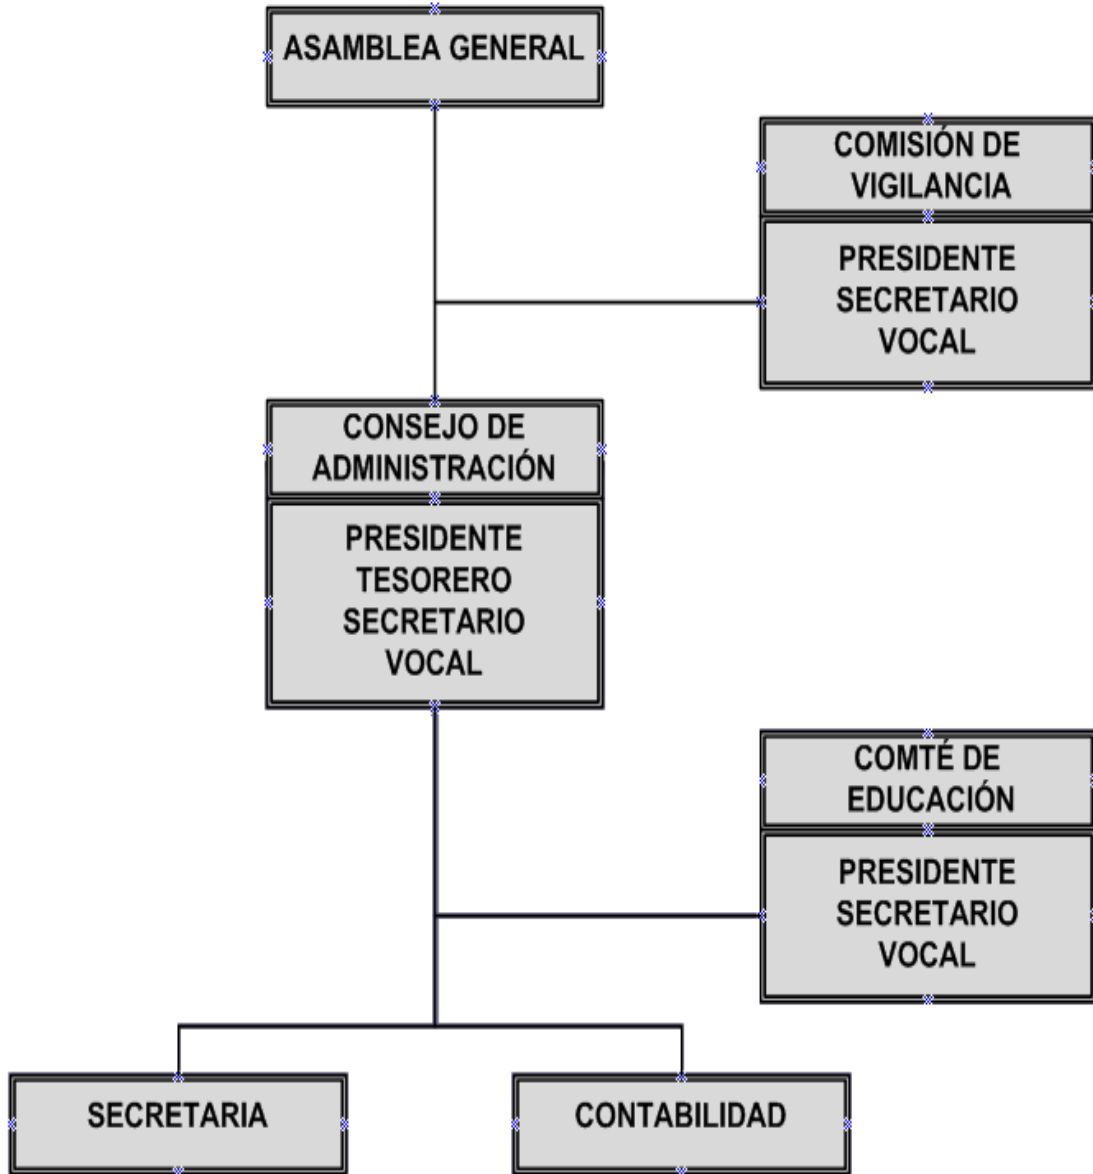 ASAMBLEA GENERAL
COMISIÓN DE
VIGILANCIA
PRESIDENTE
SECRETARIO
VOCAL
CONSEJO DE
ADMINISTRACIÓN
PRESIDENTE
TESORERO
SECRETARIO
VOCAL
COMTÉ DE
EDUCACIÓN
PRESIDENTE
SECRETARIO
VOCAL
SECRETARIA
CONTABILIDAD